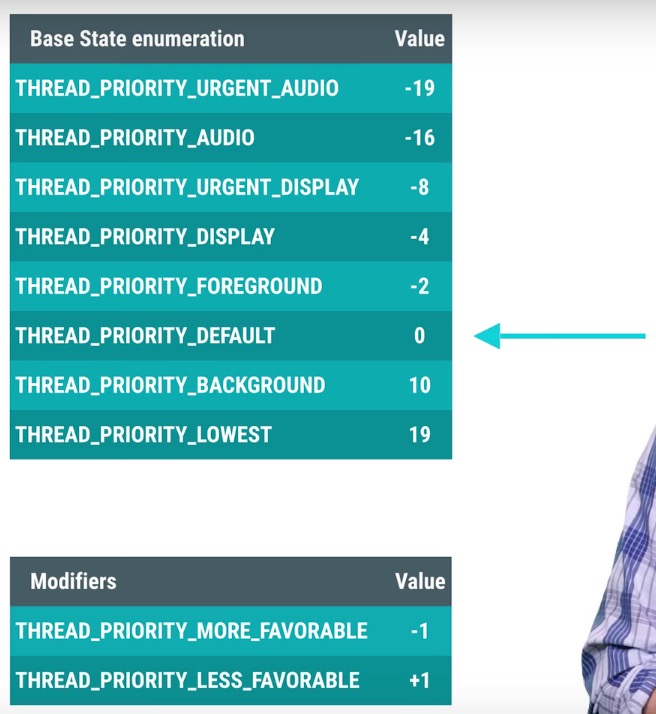 Base State enumeration Value
THREAD_PRIORITY_URGENT_AUDIO -19
THREAD_PRIORITY_AUDIO -16
THREAD_PRIORITY_URGENT_DISPLAY -8
THREAD_PRIORITY_DISPLAY -4
THREAD_PRIORITY_FOREGROUND -2
THREAD_PRIORITY_DEFAULT 0
THREAD_PRIORITY_BACKGROUND 10
THREAD_PRIORITY_LOWEST 19
Modifiers Value
THREAD_PRIORITY_MORE_FAVORABLE -1
THREAD_PRIORITY_LESS_FAVORABLE +1